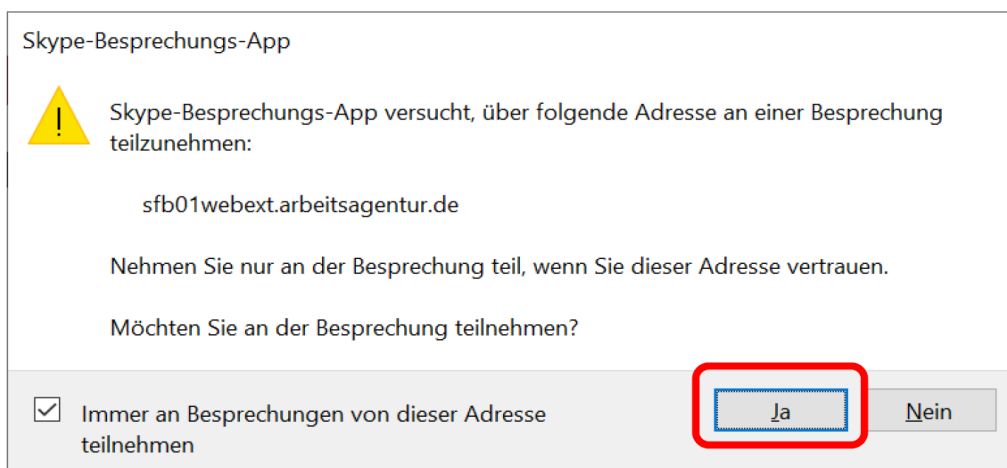 Skype-Besprechungs-App
Skype-Besprechungs-App versucht, über folgende Adresse an einer Besprechung
teilzunehmen:
sfb01webext.arbeitsagentur.de
Nehmen Sie nur an der Besprechung teil, wenn Sie dieser Adresse vertrauen.
Möchten Sie an der Besprechung teilnehmen?
Immer an Besprechungen von dieser Adresse
teilnehmen
Ja
Nein